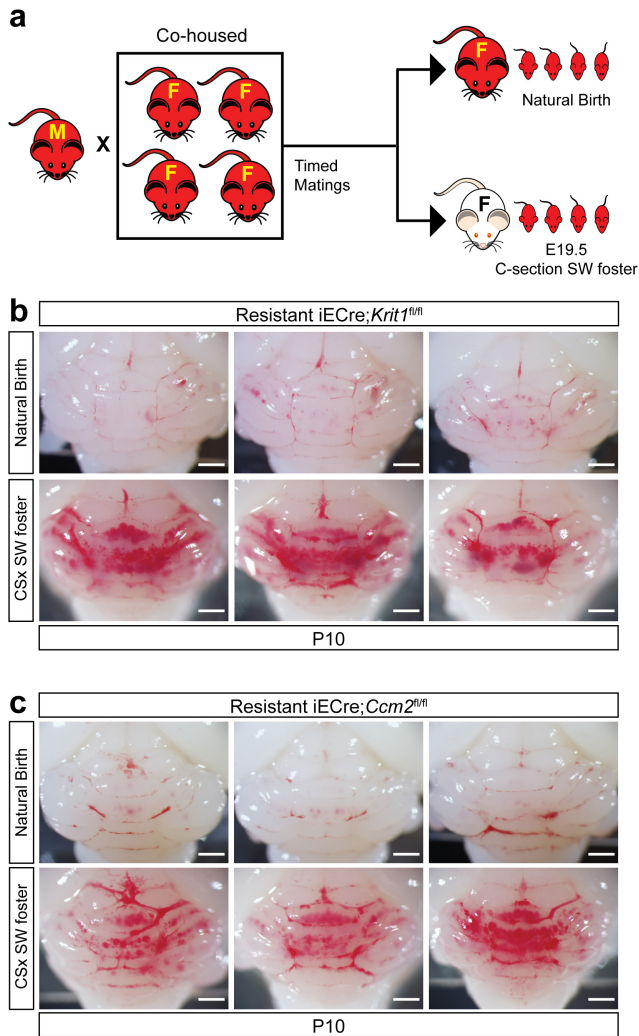 a
Co-housed
M
X
F
F
F
F
Timed
Matings
F
Natural Birth
F
E19.5
C-section SW foster
b
Resistant iECre;Krit1fl/fl
Natural Birth
CSx SW foster
P10
c
Resistant iECre;Ccm2fl/fl
Natural Birth
CSx SW foster
P10